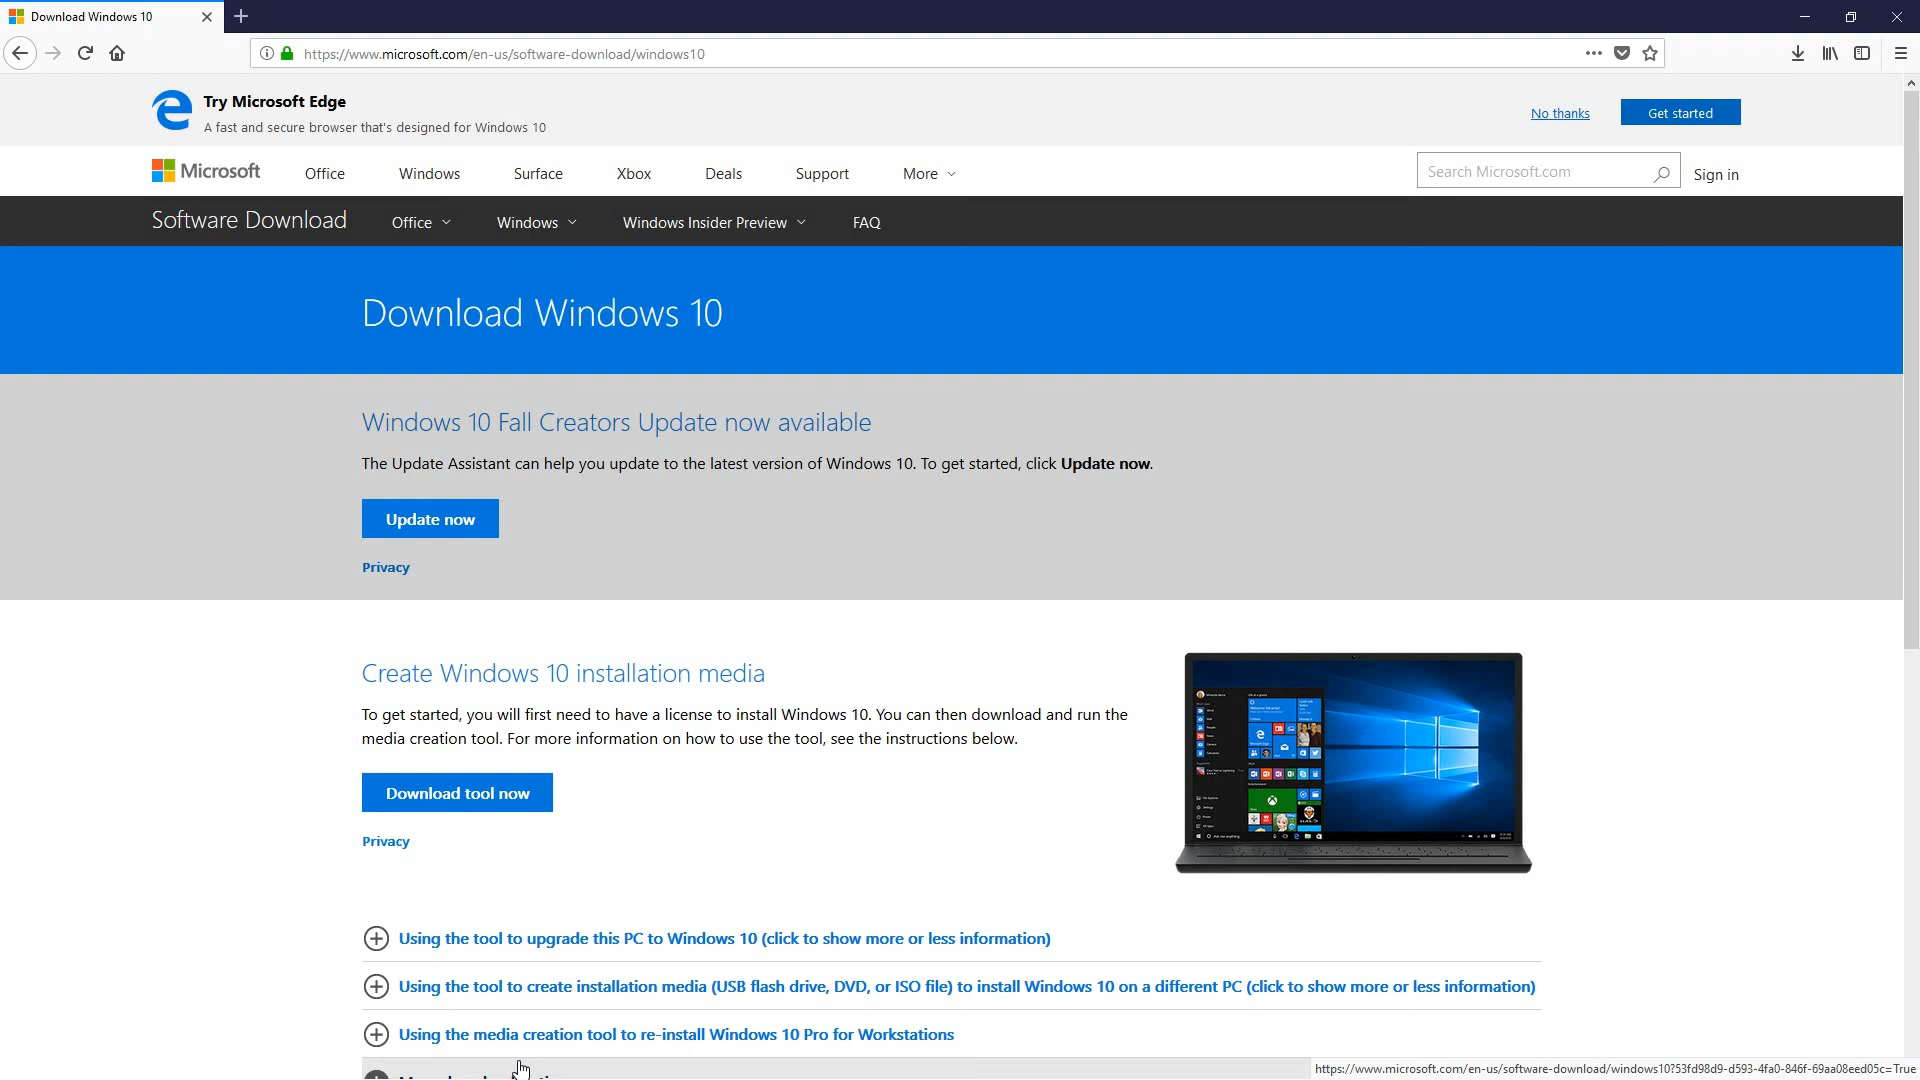 Download Windows 10
https://www.microsoft.com/en-us/software-download/windows10
Try Microsoft Edge
A fast and secure browser that's designed for Windows 10
No thanks
Get started
Microsoft
Office
Windows
Surface
Xbox
Deals
Support
More
Search Microsoft.com
Sign in
Software Download
Office
Windows
Windows Insider Preview
FAQ
Download Windows 10
Windows 10 Fall Creators Update now available
The Update Assistant can help you update to the latest version of Windows 10. To get started, click Update now.
Update now
Privacy
Create Windows 10 installation media
To get started, you will first need to have a license to install Windows 10. You can then download and run the
media creation tool. For more information on how to use the tool, see the instructions below.
Download tool now
Privacy
Using the tool to upgrade this PC to Windows 10 (click to show more or less information)
Using the tool to create installation media (USB flash drive, DVD, or ISO file) to install Windows 10 on a different PC (click to show more or less information)
Using the media creation tool to re-install Windows 10 Pro for Workstations
https://www.microsoft.com/en-us/software-download/windows10?53fd98d9-d593-4fa0-846f-69aa08eed05c=True